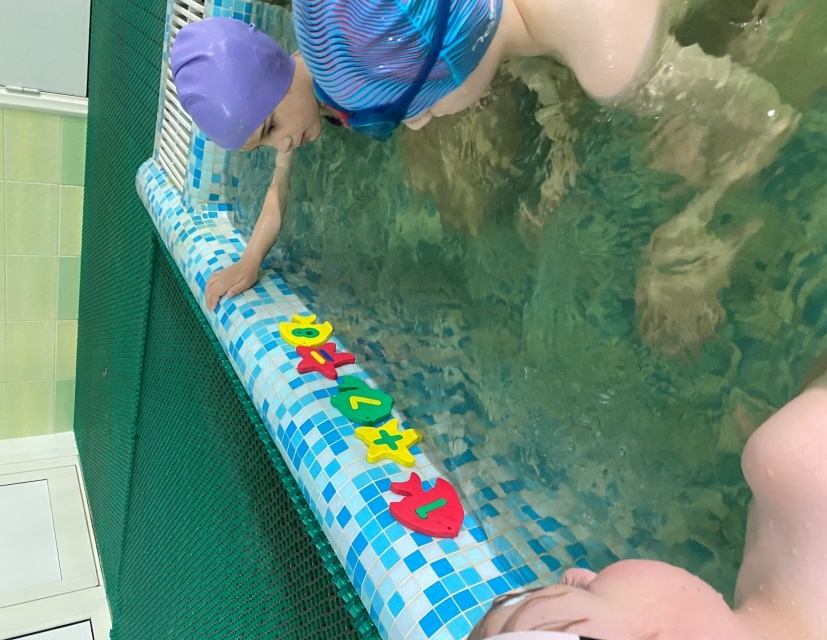 1 + 7 = 8